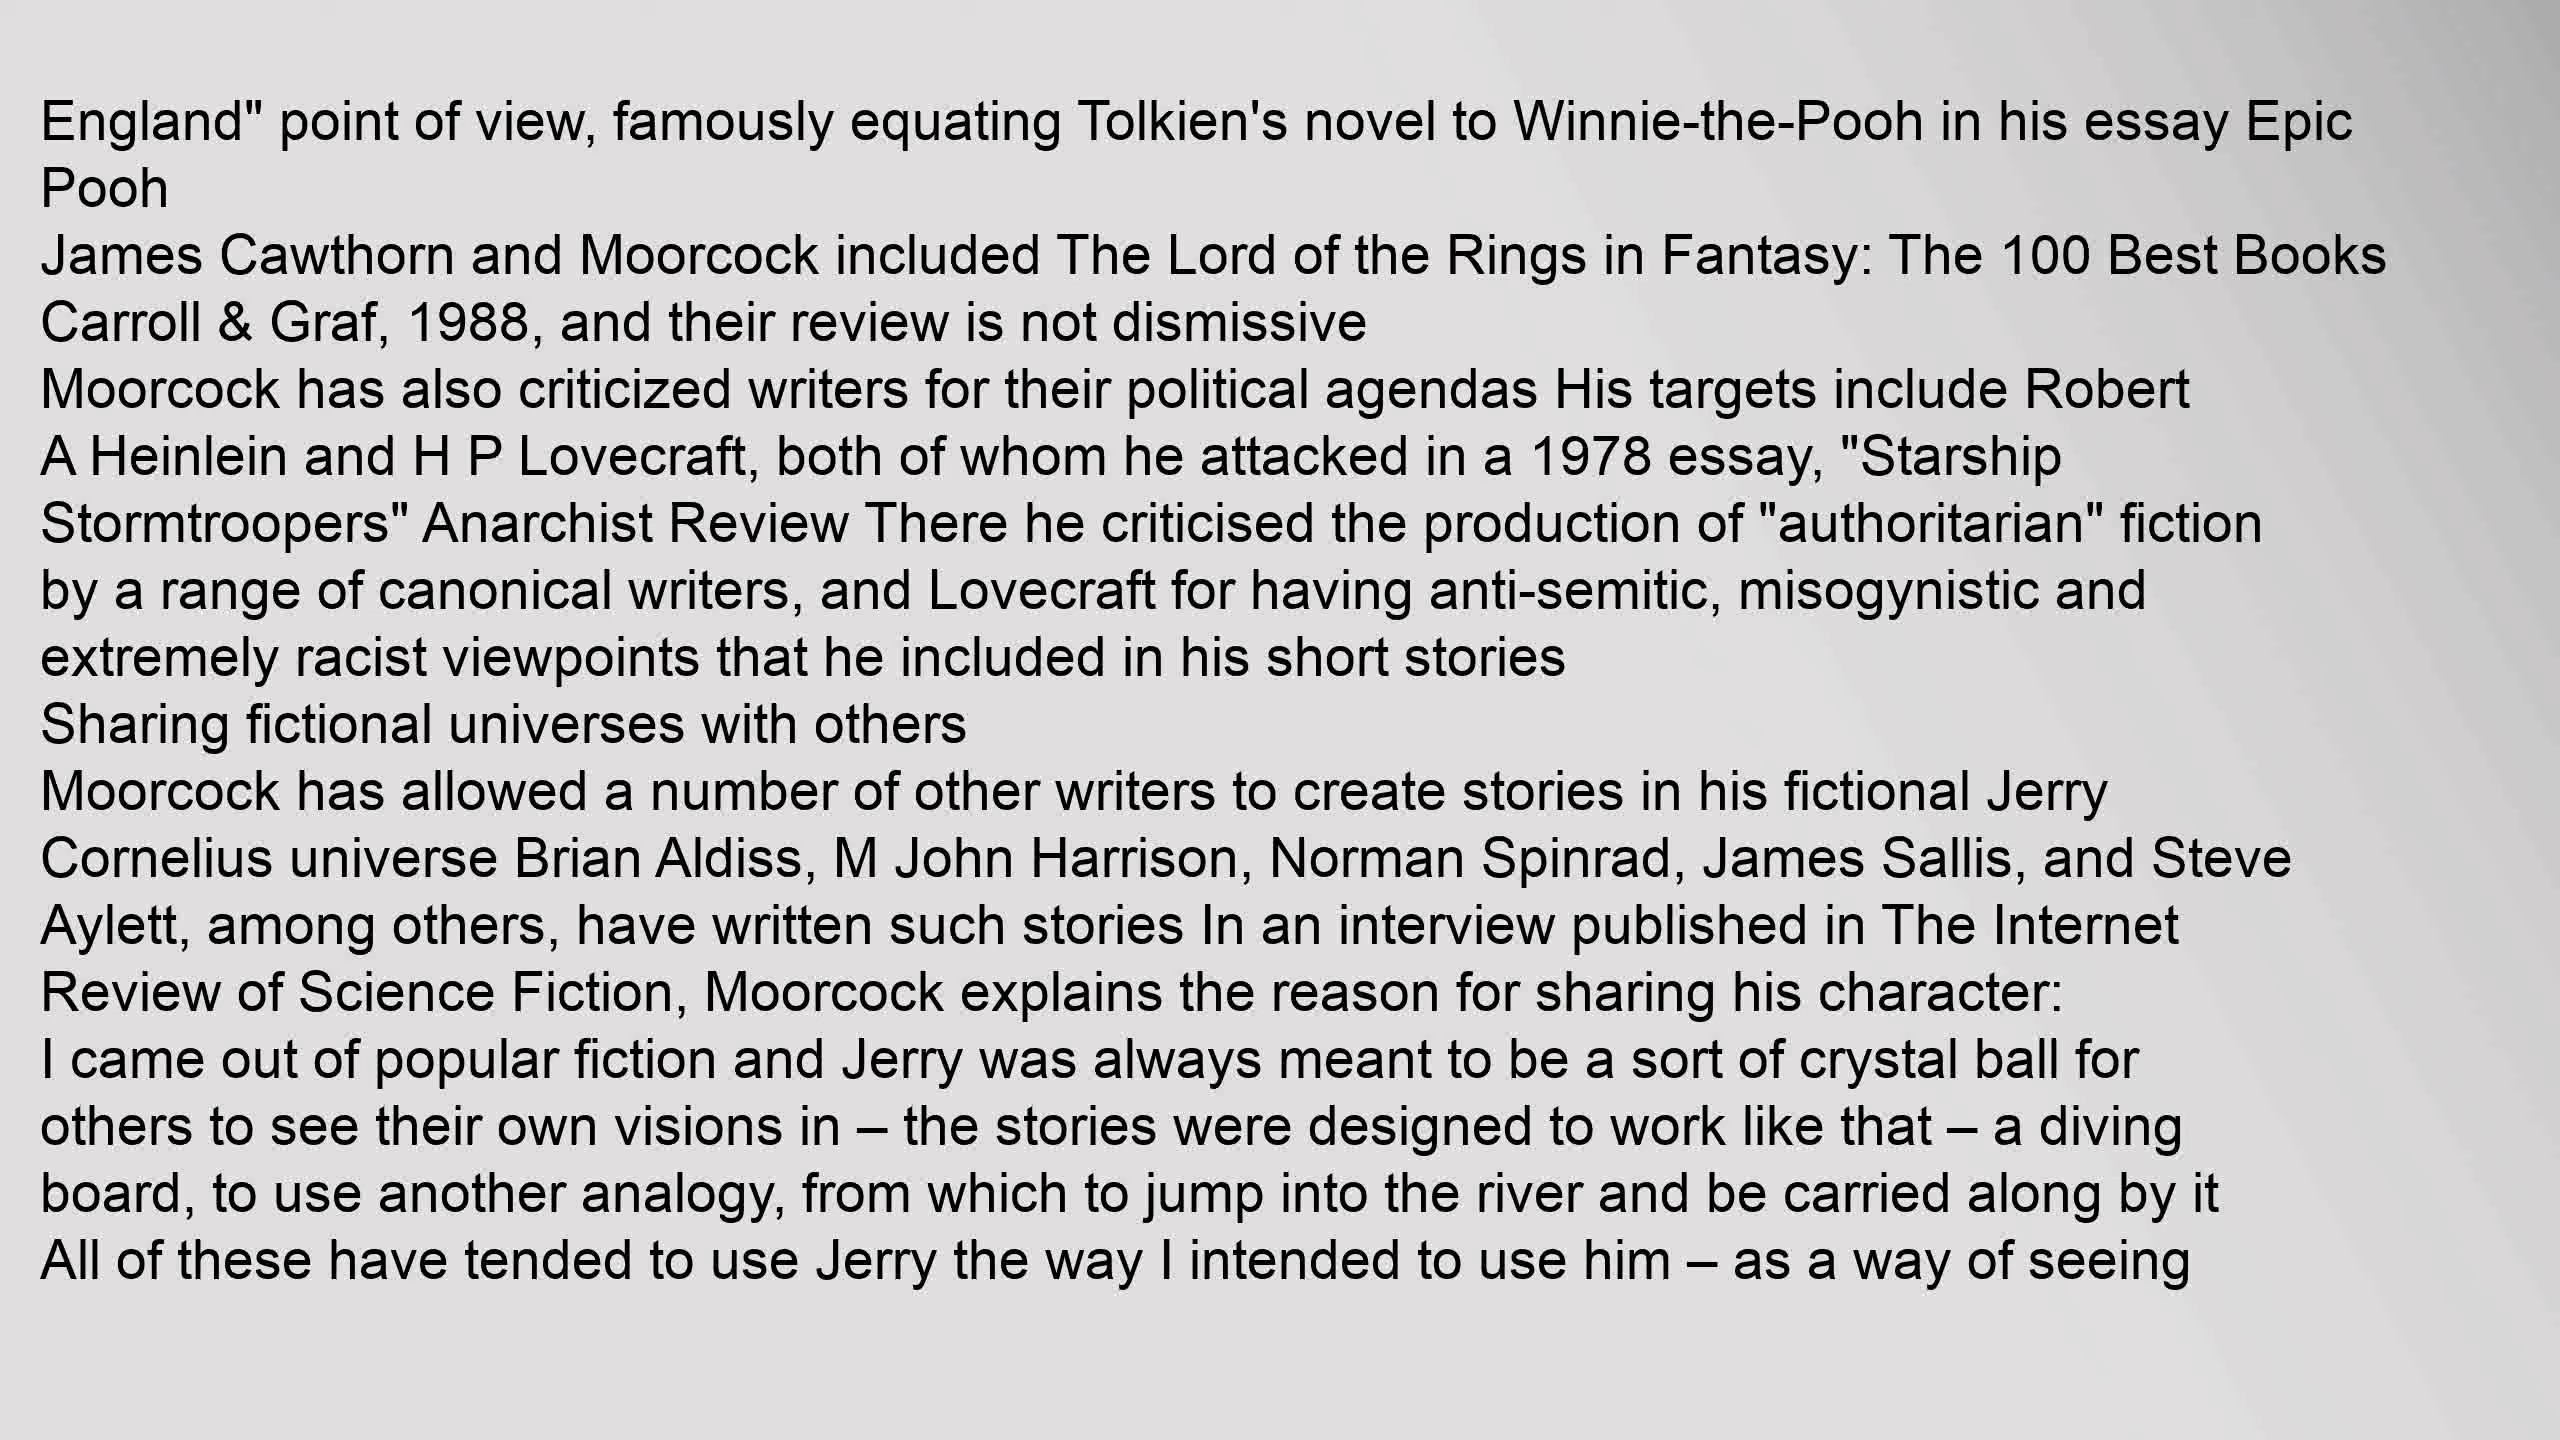 England" point of view, famously equating Tolkien's novel to Winnie-the-Pooh in his essay Epic
Pooh
James Cawthorn and Moorcock included The Lord of the Rings in Fantasy: The 100 Best Books
Carroll & Graf, 1988, and their review is not dismissive
Moorcock has also criticized writers for their political agendas His targets include Robert
A Heinlein and H P Lovecraft, both of whom he attacked in a 1978 essay, "Starship
Stormtroopers" Anarchist Review There he criticised the production of "authoritarian" fiction
by a range of canonical writers, and Lovecraft for having anti-semitic, misogynistic and
extremely racist viewpoints that he included in his short stories
Sharing fictional universes with others
Moorcock has allowed a number of other writers to create stories in his fictional Jerry
Cornelius universe Brian Aldiss, M John Harrison, Norman Spinrad, James Sallis, and Steve
Aylett, among others, have written such stories In an interview published in The Internet
Review of Science Fiction, Moorcock explains the reason for sharing his character:
I came out of popular fiction and Jerry was always meant to be a sort of crystal ball for
others to see their own visions in – the stories were designed to work like that – a diving
board, to use another analogy, from which to jump into the river and be carried along by it
All of these have tended to use Jerry the way I intended to use him – as a way of seeing